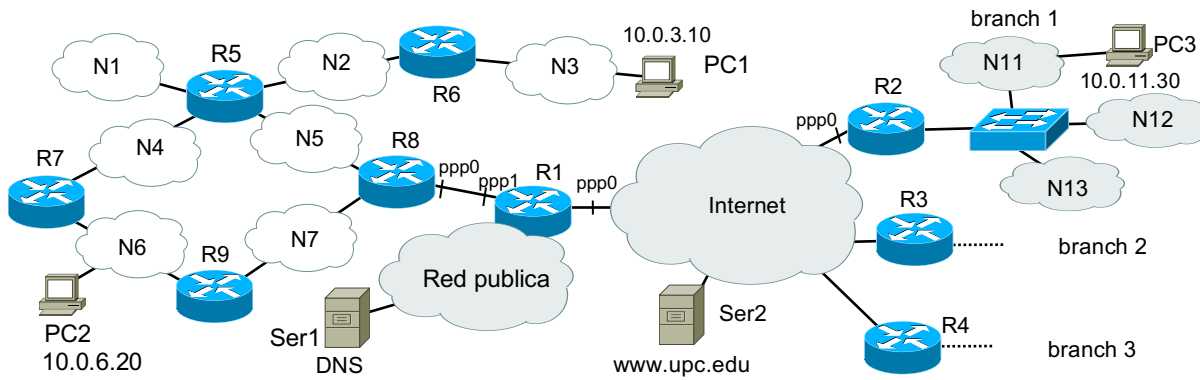 branch 1
10.0.3.10
PC3
R5
N1
N2
N3
PC1
N11
R6
10.0.11.30
R2
ppp0
N12
N4
N5
R7
R8
N13
ppp0
ppp1
R1
ppp0
Internet
R3
branch 2
N6
N7
R9
Red publica
Ser1
DNS
Ser2
www.upc.edu
R4
branch 3
PC2
10.0.6.20